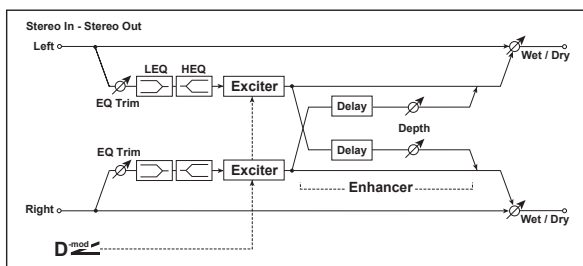 Stereo In - Stereo Out
Left
Wet / Dry
LEQ HEQ
EQ Trim
Exciter
Delay
Depth
EQ Trim
Delay
Exciter
Enhancer
Right
Wet / Dry
D-mod